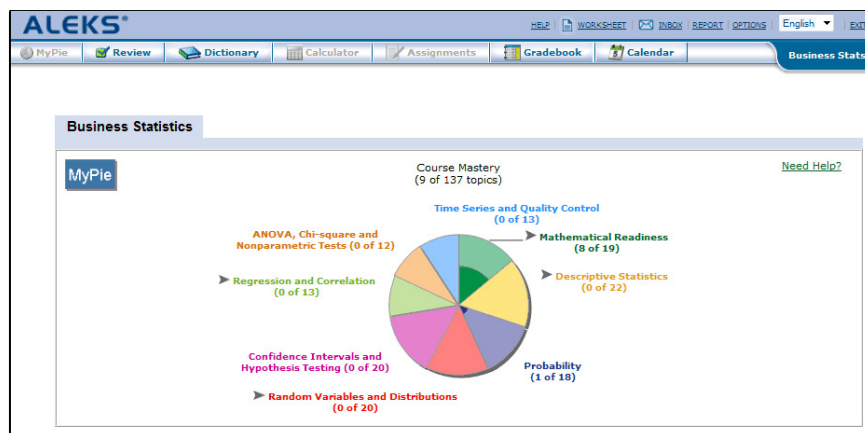 ALEKS®
HELP | WORKSHEET | INBOX | REPORT | OPTIONS | English | EXIT
MyPie Review Dictionary Calculator Assignments Gradebook Calendar Business Stats
Business Statistics
MyPie
Course Mastery
(9 of 137 topics)
Need Help?
Time Series and Quality Control
(0 of 13)
ANOVA, Chi-square and
Nonparametric Tests (0 of 12)
Mathematical Readiness
(8 of 19)
Regression and Correlation
(0 of 13)
Descriptive Statistics
(0 of 22)
Confidence Intervals and
Hypothesis Testing (0 of 20)
Probability
(1 of 18)
Random Variables and Distributions
(0 of 20)